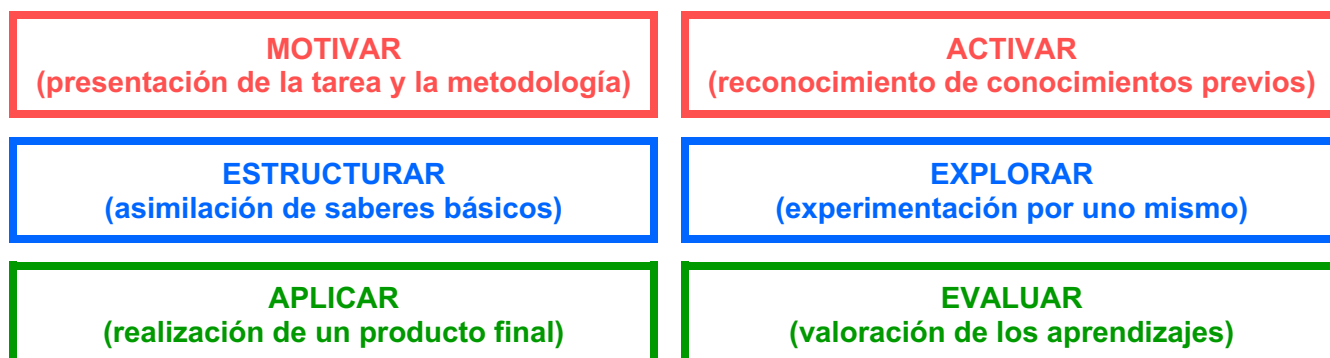 MOTIVAR
(presentación de la tarea y la metodología)
ACTIVAR
(reconocimiento de conocimientos previos)
ESTRUCTURAR
(asimilación de saberes básicos)
EXPLORAR
(experimentación por uno mismo)
APLICAR
(realización de un producto final)
EVALUAR
(valoración de los aprendizajes)